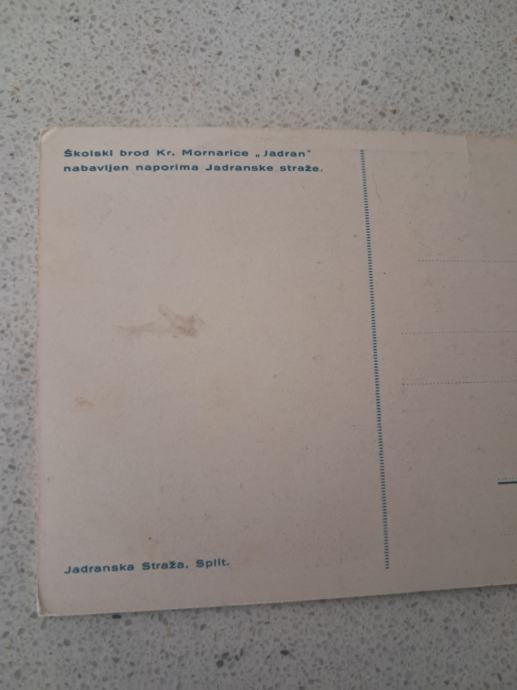 Školski brod Kr. Mornarice „Jadran“
nabavljen naporima Jadranske straže.
Jadranska Straža. Split.